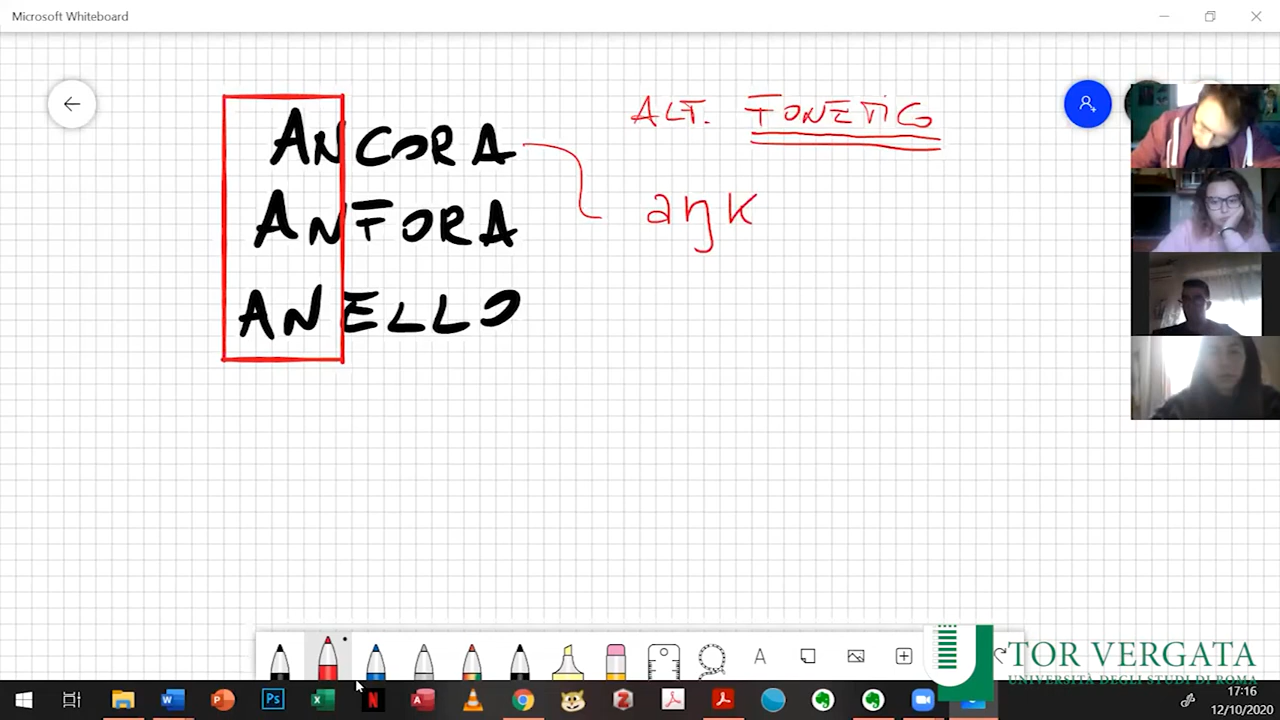 Microsoft Whiteboard
ALT. FONETICO
ANCORA
aŋk
ANFORA
ANELLO
TOR VERGATA
UNIVERSITÀ DEGLI STUDI DI ROMA
17:16
12/10/2020